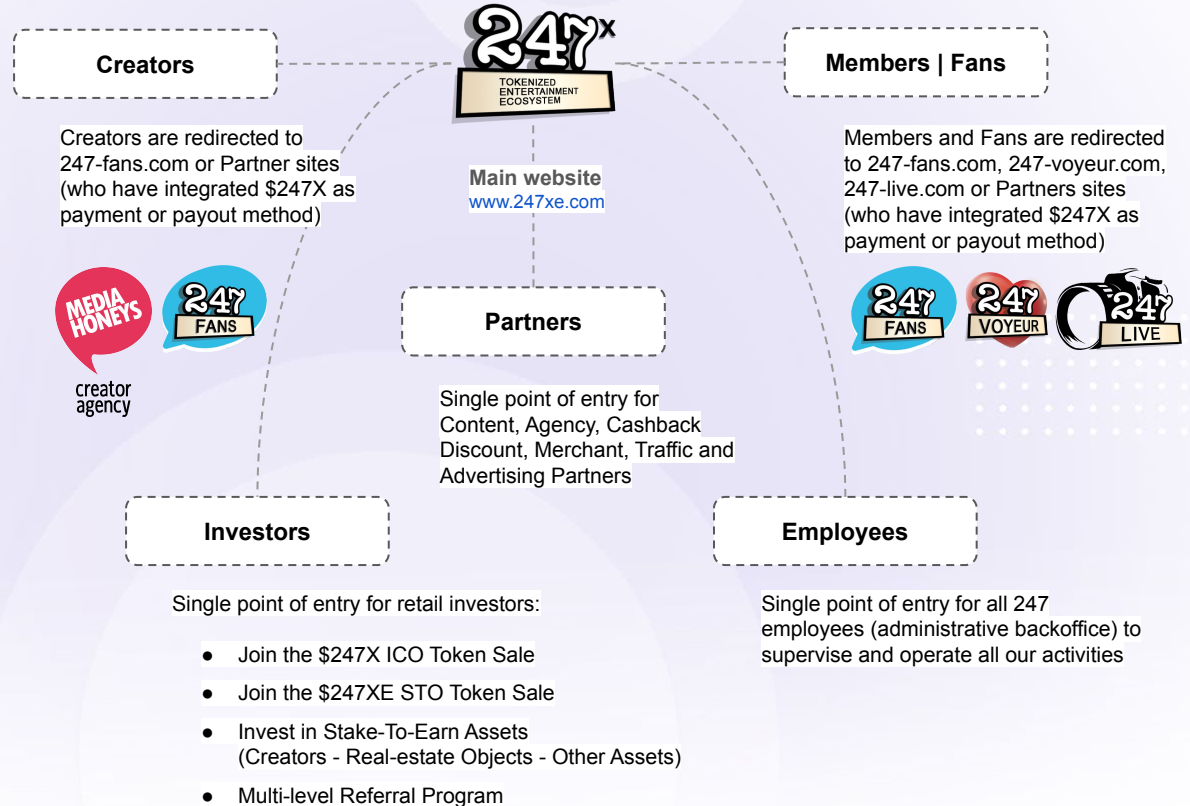 247x
TOKENIZED
ENTERTAINMENT
ECOSYSTEM
Creators
Members | Fans
Creators are redirected to
247-fans.com or Partner sites
(who have integrated $247X as
payment or payout method)
MEDIA
HONEYS
creator
agency
247
FANS
Main website
www.247xe.com
Members and Fans are redirected
to 247-fans.com, 247-voyeur.com,
247-live.com or Partners sites
(who have integrated $247X as
payment or payout method)
247
FANS
247
VOYEUR
247
LIVE
Partners
Single point of entry for
Content, Agency, Cashback
Discount, Merchant, Traffic and
Advertising Partners
Investors
Single point of entry for retail investors:
● Join the $247X ICO Token Sale
● Join the $247XE STO Token Sale
● Invest in Stake-To-Earn Assets
(Creators - Real-estate Objects - Other Assets)
● Multi-level Referral Program
Employees
Single point of entry for all 247
employees (administrative backoffice) to
supervise and operate all our activities